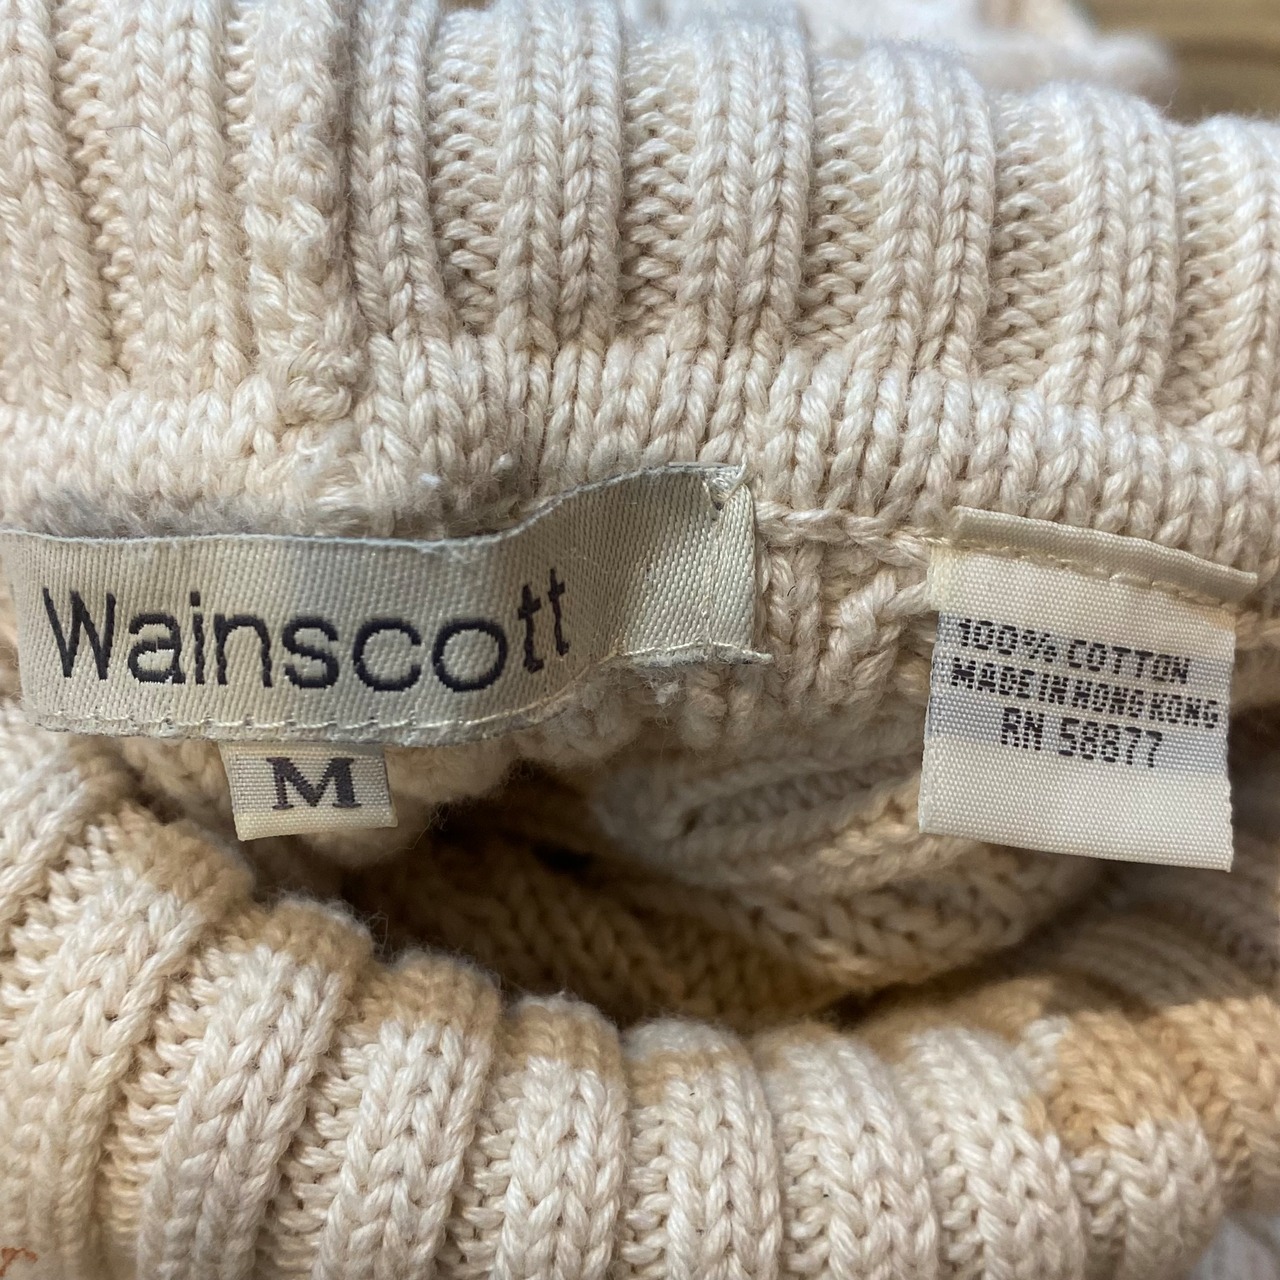 Wainscott
M
100% COTTON
MADE IN HONG KONG
RN 58877